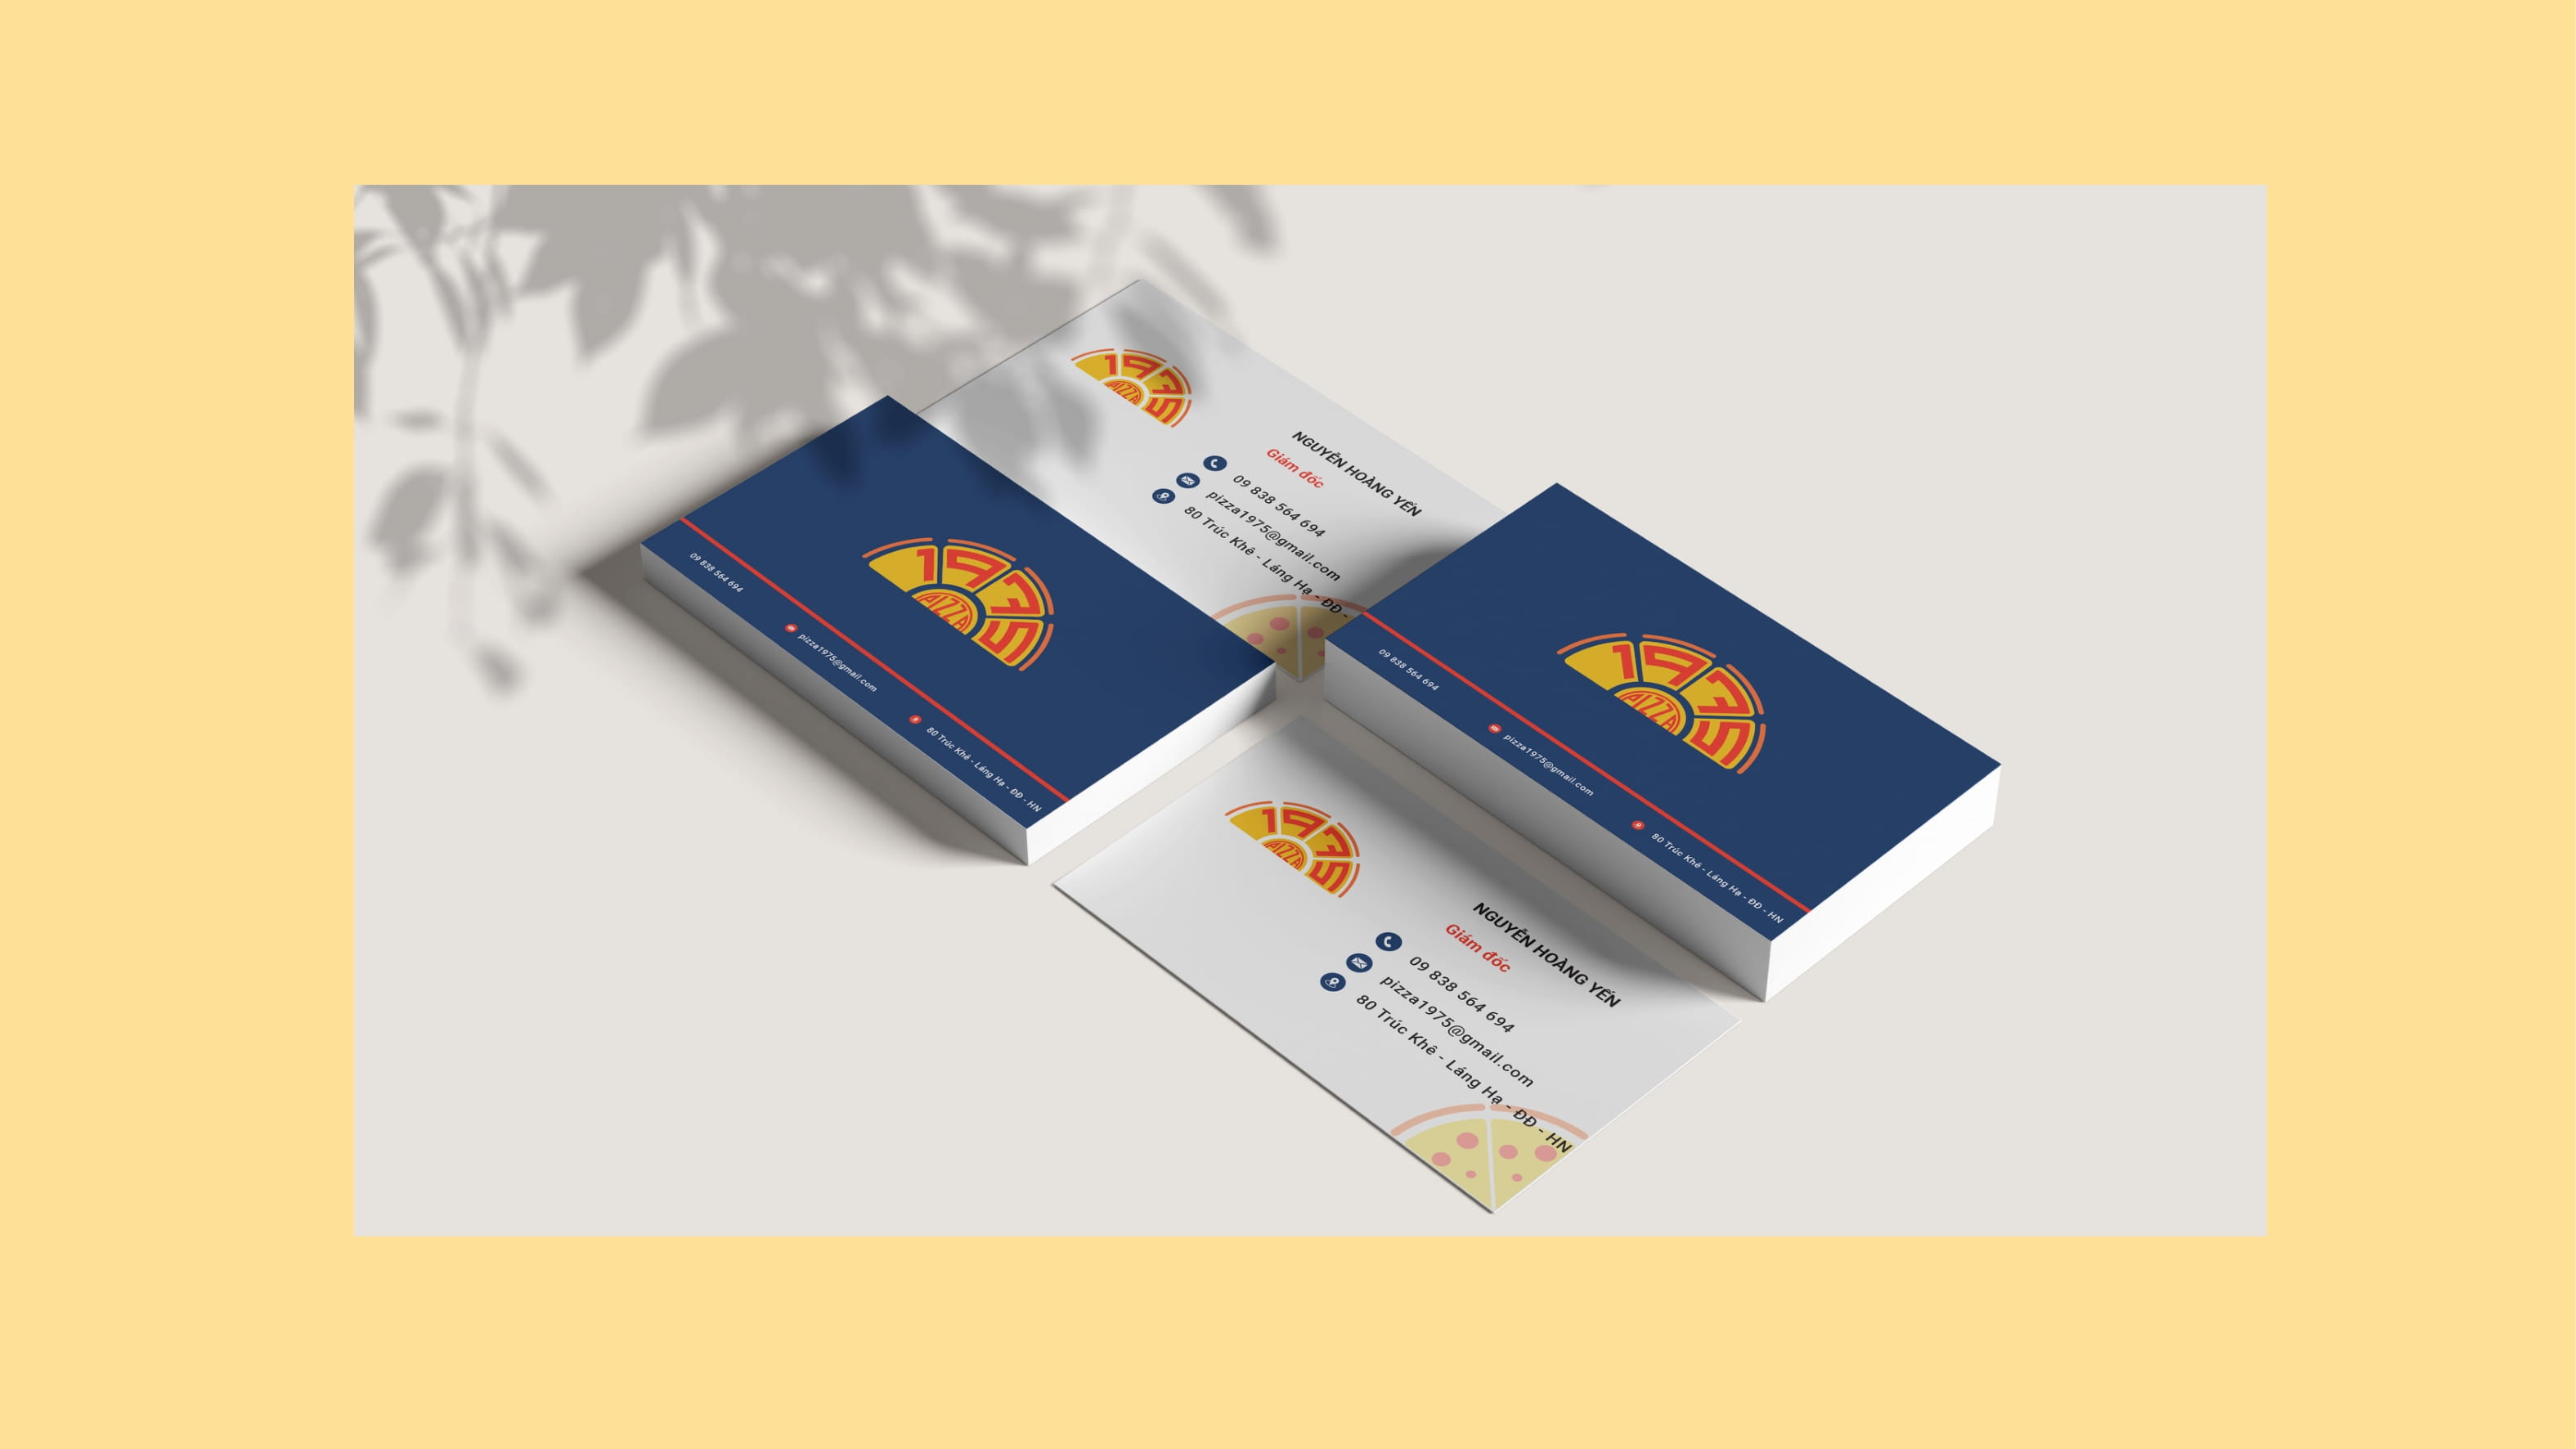 1975
PIZZA
NGUYỄN HOÀNG YẾN
Giám đốc
09 838 564 694
pizza1975@gmail.com
80 Trúc Khê - Láng Hạ - ĐĐ -
1975
PIZZA
09 838 564 694
pizza1975@gmail.com
80 Trúc Khê - Láng Hạ - ĐĐ - HN
1975
PIZZA
09 838 564 694
pizza1975@gmail.com
80 Trúc Khê - Láng Hạ - ĐĐ - HN
1975
PIZZA
NGUYỄN HOÀNG YẾN
Giám đốc
09 838 564 694
pizza1975@gmail.com
80 Trúc Khê - Láng Hạ - ĐĐ - HN